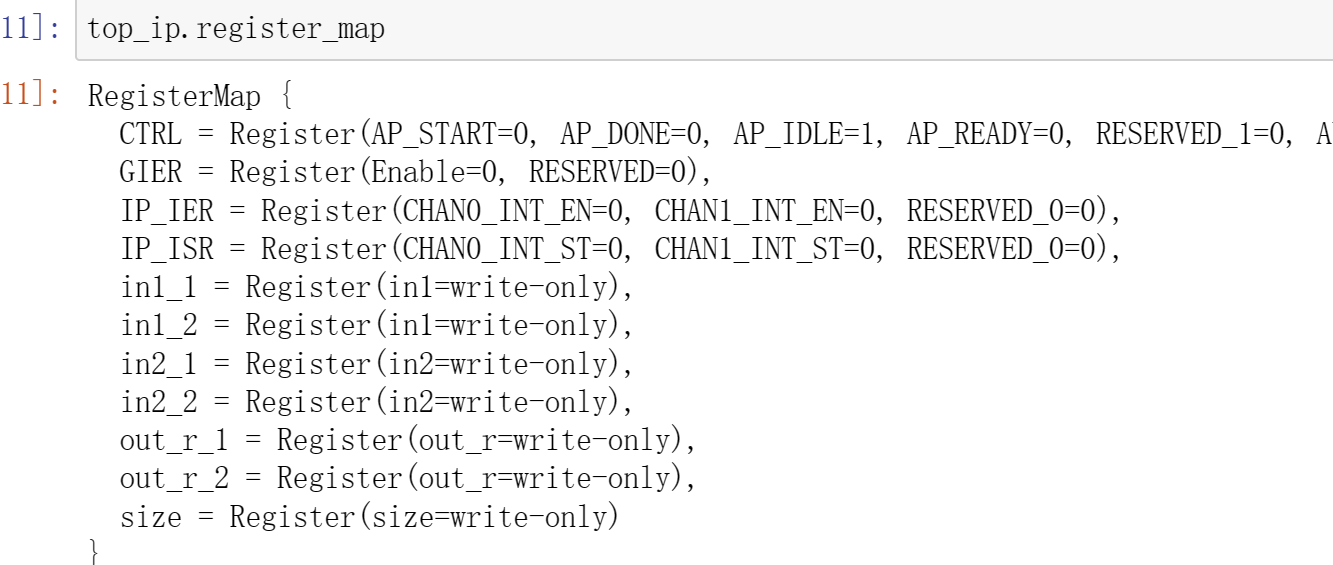 11]: top_ip.register_map
11]: RegisterMap {
CTRL = Register(AP_START=0, AP_DONE=0, AP_IDLE=1, AP_READY=0, RESERVED_1=0,
GIER = Register(Enable=0, RESERVED=0),
IP_IER = Register(CHAN0_INT_EN=0, CHAN1_INT_EN=0, RESERVED_0=0),
IP_ISR = Register(CHAN0_INT_ST=0, CHAN1_INT_ST=0, RESERVED_0=0),
in1_1 = Register(in1=write-only),
in1_2 = Register(in1=write-only),
in2_1 = Register(in2=write-only),
in2_2 = Register(in2=write-only),
out_r_1 = Register(out_r=write-only),
out_r_2 = Register(out_r=write-only),
size = Register(size=write-only)
}